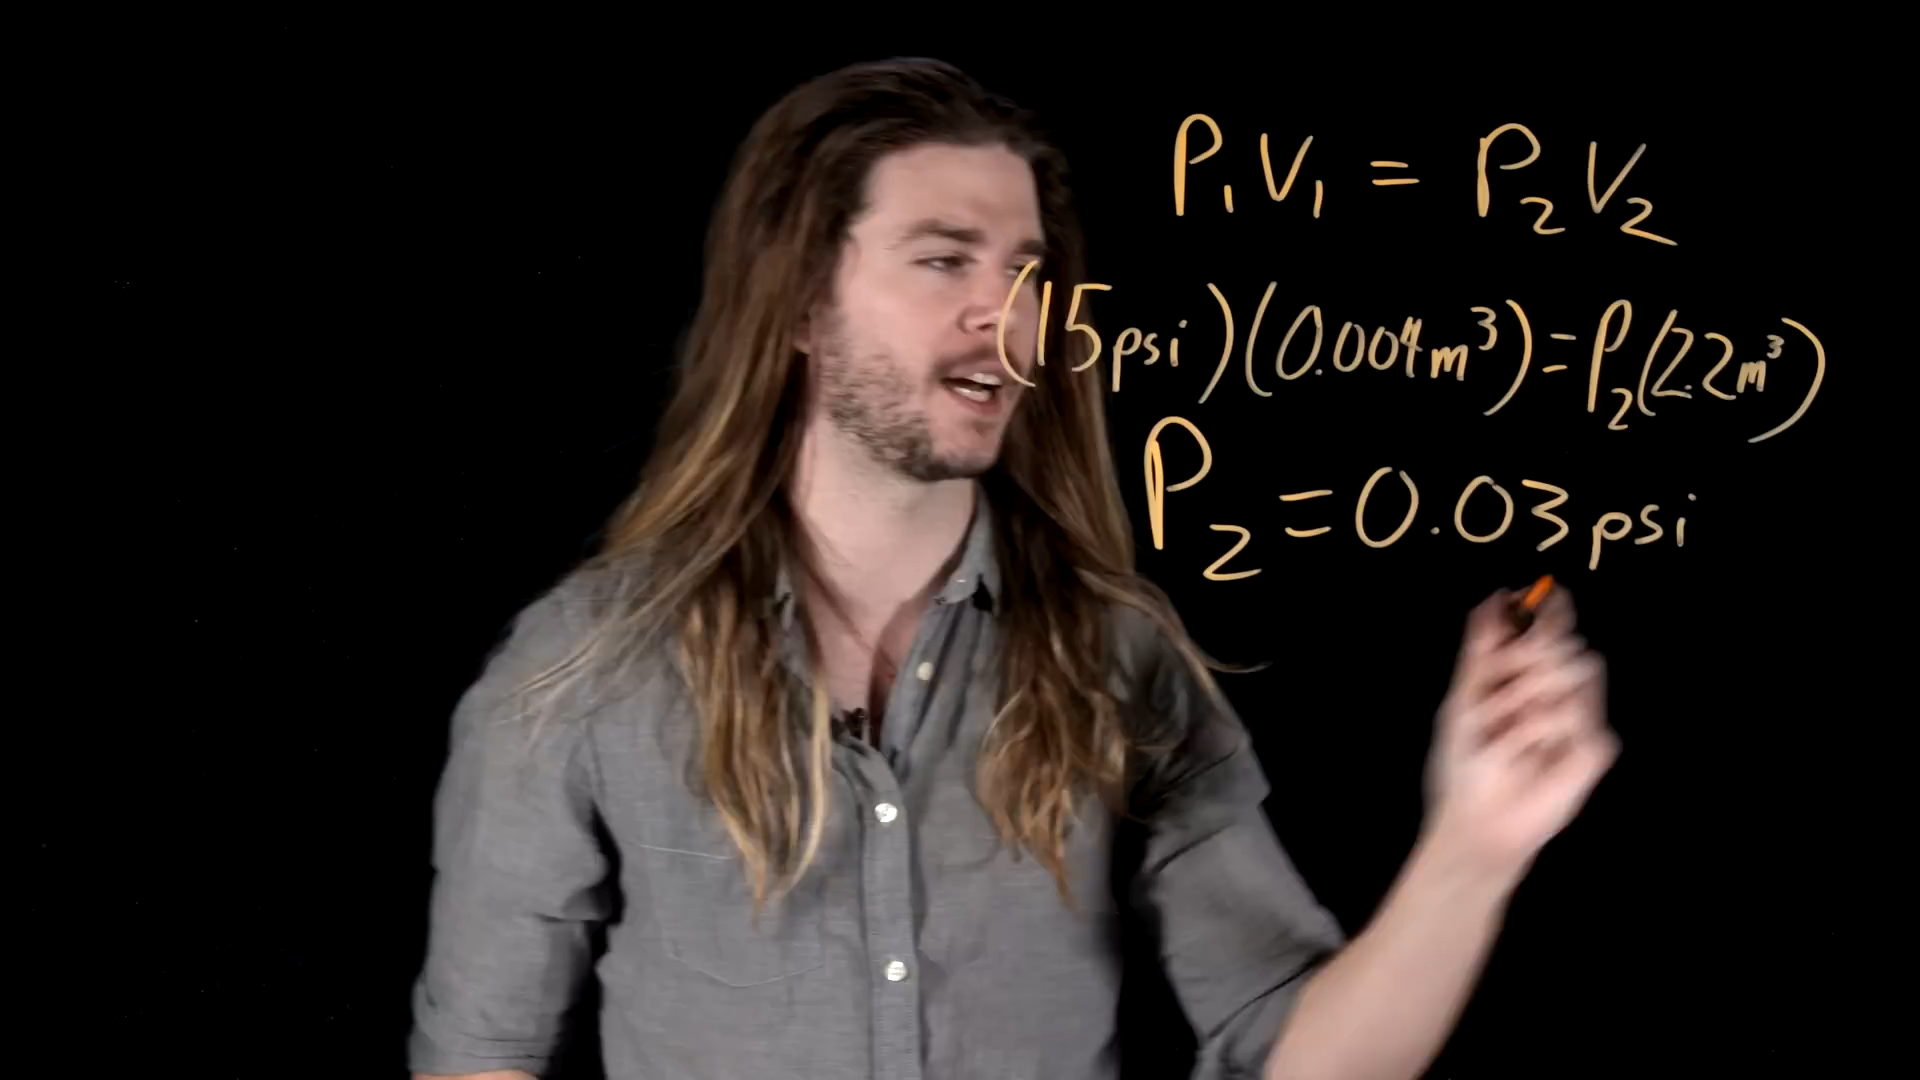 P₁V₁ = P₂V₂
(15psi)(0.004m³)=P₂(2.2m³)
P₂=0.03psi